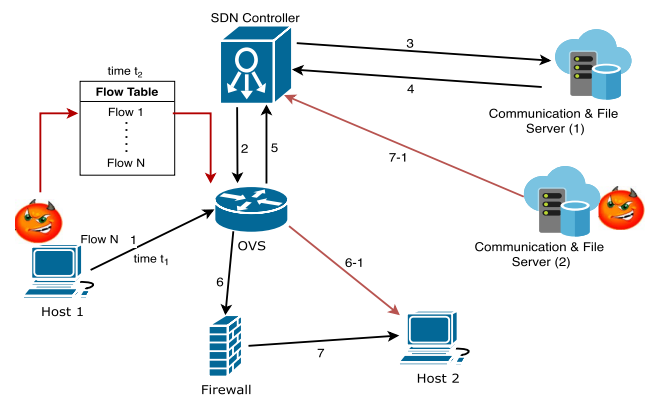 SDN Controller
3
time t2
Flow Table
Flow 1
Flow N
4
Communication & File
Server (1)
2
5
7-1
Flow N
1
time t1
OVS
Communication & File
Server (2)
6
6-1
Host 1
7
Firewall
Host 2